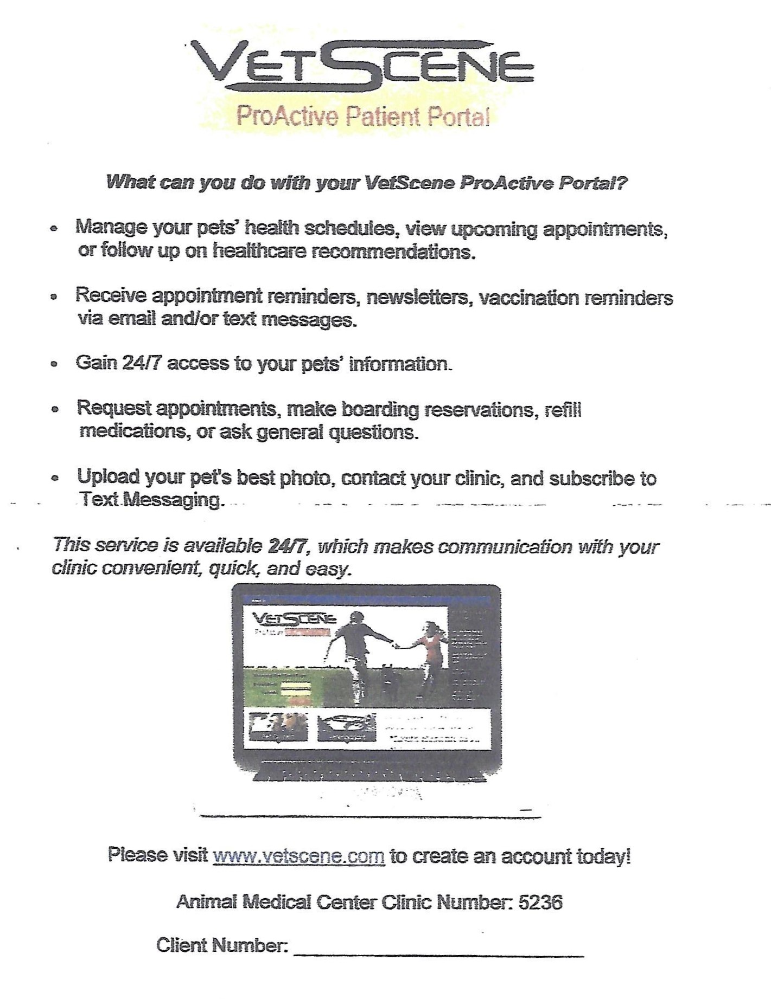 VETSCENE
ProActive Patient Portal
What can you do with your VetScene ProActive Portal?
• Manage your pets' health schedules, view upcoming appointments,
or follow up on healthcare recommendations.
• Receive appointment reminders, newsletters, vaccination reminders
via email and/or text messages.
• Gain 24/7 access to your pets' information.
• Request appointments, make boarding reservations, refill
medications, or ask general questions.
• Upload your pet's best photo, contact your clinic, and subscribe to
Text Messaging.
This service is available 24/7, which makes communication with your
clinic convenient, quick, and easy.
VETSCENE
Please visit www.vetscene.com to create an account today!
Animal Medical Center Clinic Number: 5236
Client Number: